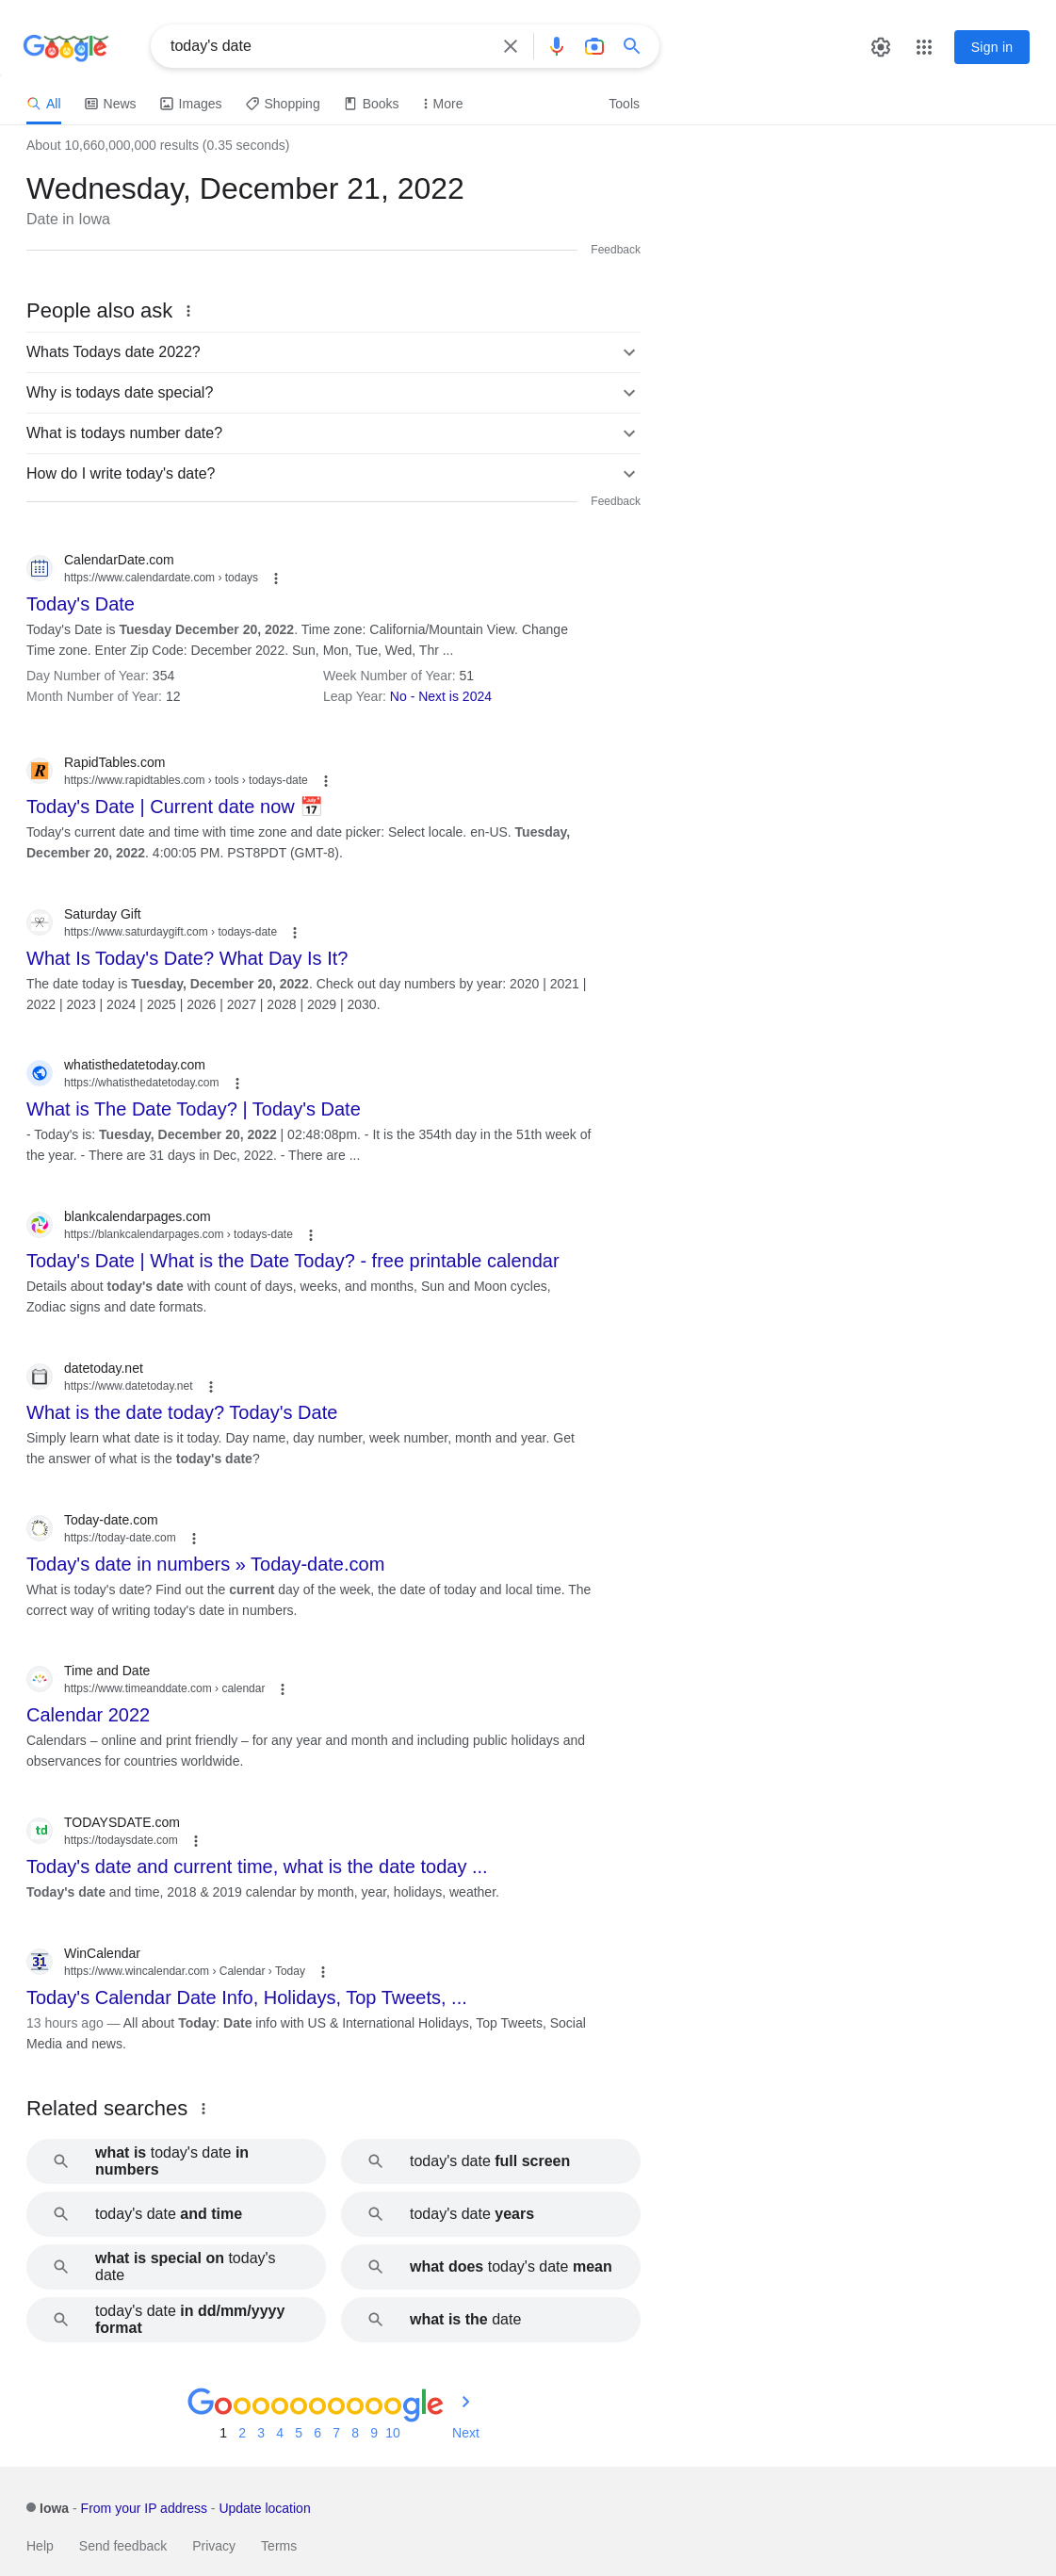 Google
today's date
Sign in
All News Images Shopping Books More Tools
About 10,660,000,000 results (0.35 seconds)
Wednesday, December 21, 2022
Date in Iowa
Feedback
People also ask
Whats Todays date 2022?
Why is todays date special?
What is todays number date?
How do I write today's date?
Feedback
CalendarDate.com
https://www.calendardate.com › todays
Today's Date
Today's Date is Tuesday December 20, 2022. Time zone: California/Mountain View. Change
Time zone. Enter Zip Code: December 2022. Sun, Mon, Tue, Wed, Thr ...
Day Number of Year: 354 Week Number of Year: 51
Month Number of Year: 12 Leap Year: No - Next is 2024
R
RapidTables.com
https://www.rapidtables.com › tools › todays-date
Today's Date | Current date now 📅
Today's current date and time with time zone and date picker: Select locale. en-US. Tuesday,
December 20, 2022. 4:00:05 PM. PST8PDT (GMT-8).
Saturday Gift
https://www.saturdaygift.com › todays-date
What Is Today's Date? What Day Is It?
The date today is Tuesday, December 20, 2022. Check out day numbers by year: 2020 | 2021 |
2022 | 2023 | 2024 | 2025 | 2026 | 2027 | 2028 | 2029 | 2030.
whatisthedatetoday.com
https://whatisthedatetoday.com
What is The Date Today? | Today's Date
- Today's is: Tuesday, December 20, 2022 | 02:48:08pm. - It is the 354th day in the 51th week of
the year. - There are 31 days in Dec, 2022. - There are ...
blankcalendarpages.com
https://blankcalendarpages.com › todays-date
Today's Date | What is the Date Today? - free printable calendar
Details about today's date with count of days, weeks, and months, Sun and Moon cycles,
Zodiac signs and date formats.
datetoday.net
https://www.datetoday.net
What is the date today? Today's Date
Simply learn what date is it today. Day name, day number, week number, month and year. Get
the answer of what is the today's date?
Today-date.com
https://today-date.com
Today's date in numbers » Today-date.com
What is today's date? Find out the current day of the week, the date of today and local time. The
correct way of writing today's date in numbers.
Time and Date
https://www.timeanddate.com › calendar
Calendar 2022
Calendars – online and print friendly – for any year and month and including public holidays and
observances for countries worldwide.
td
TODAYSDATE.com
https://todaysdate.com
Today's date and current time, what is the date today ...
Today's date and time, 2018 & 2019 calendar by month, year, holidays, weather.
31
WinCalendar
https://www.wincalendar.com › Calendar › Today
Today's Calendar Date Info, Holidays, Top Tweets, ...
13 hours ago — All about Today: Date info with US & International Holidays, Top Tweets, Social
Media and news.
Related searches
what is today's date in
numbers
today's date full screen
today's date and time
today's date years
what is special on today's
date
what does today's date mean
today's date in dd/mm/yyyy
format
what is the date
Goooooooooogle
1 2 3 4 5 6 7 8 9 10 Next
Iowa - From your IP address - Update location
Help Send feedback Privacy Terms